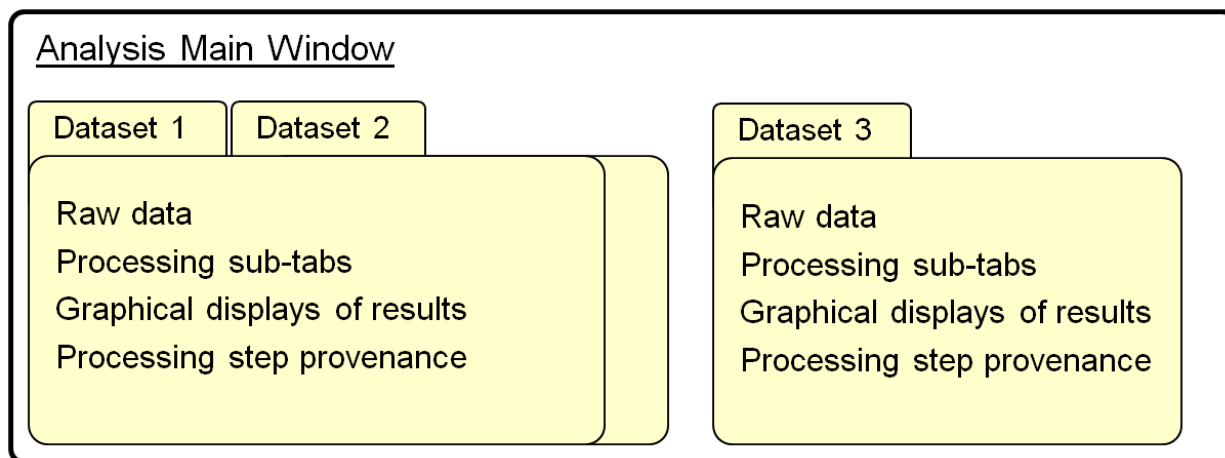 Analysis Main Window
Dataset 1
Dataset 2
Raw data
Processing sub-tabs
Graphical displays of results
Processing step provenance
Dataset 3
Raw data
Processing sub-tabs
Graphical displays of results
Processing step provenance